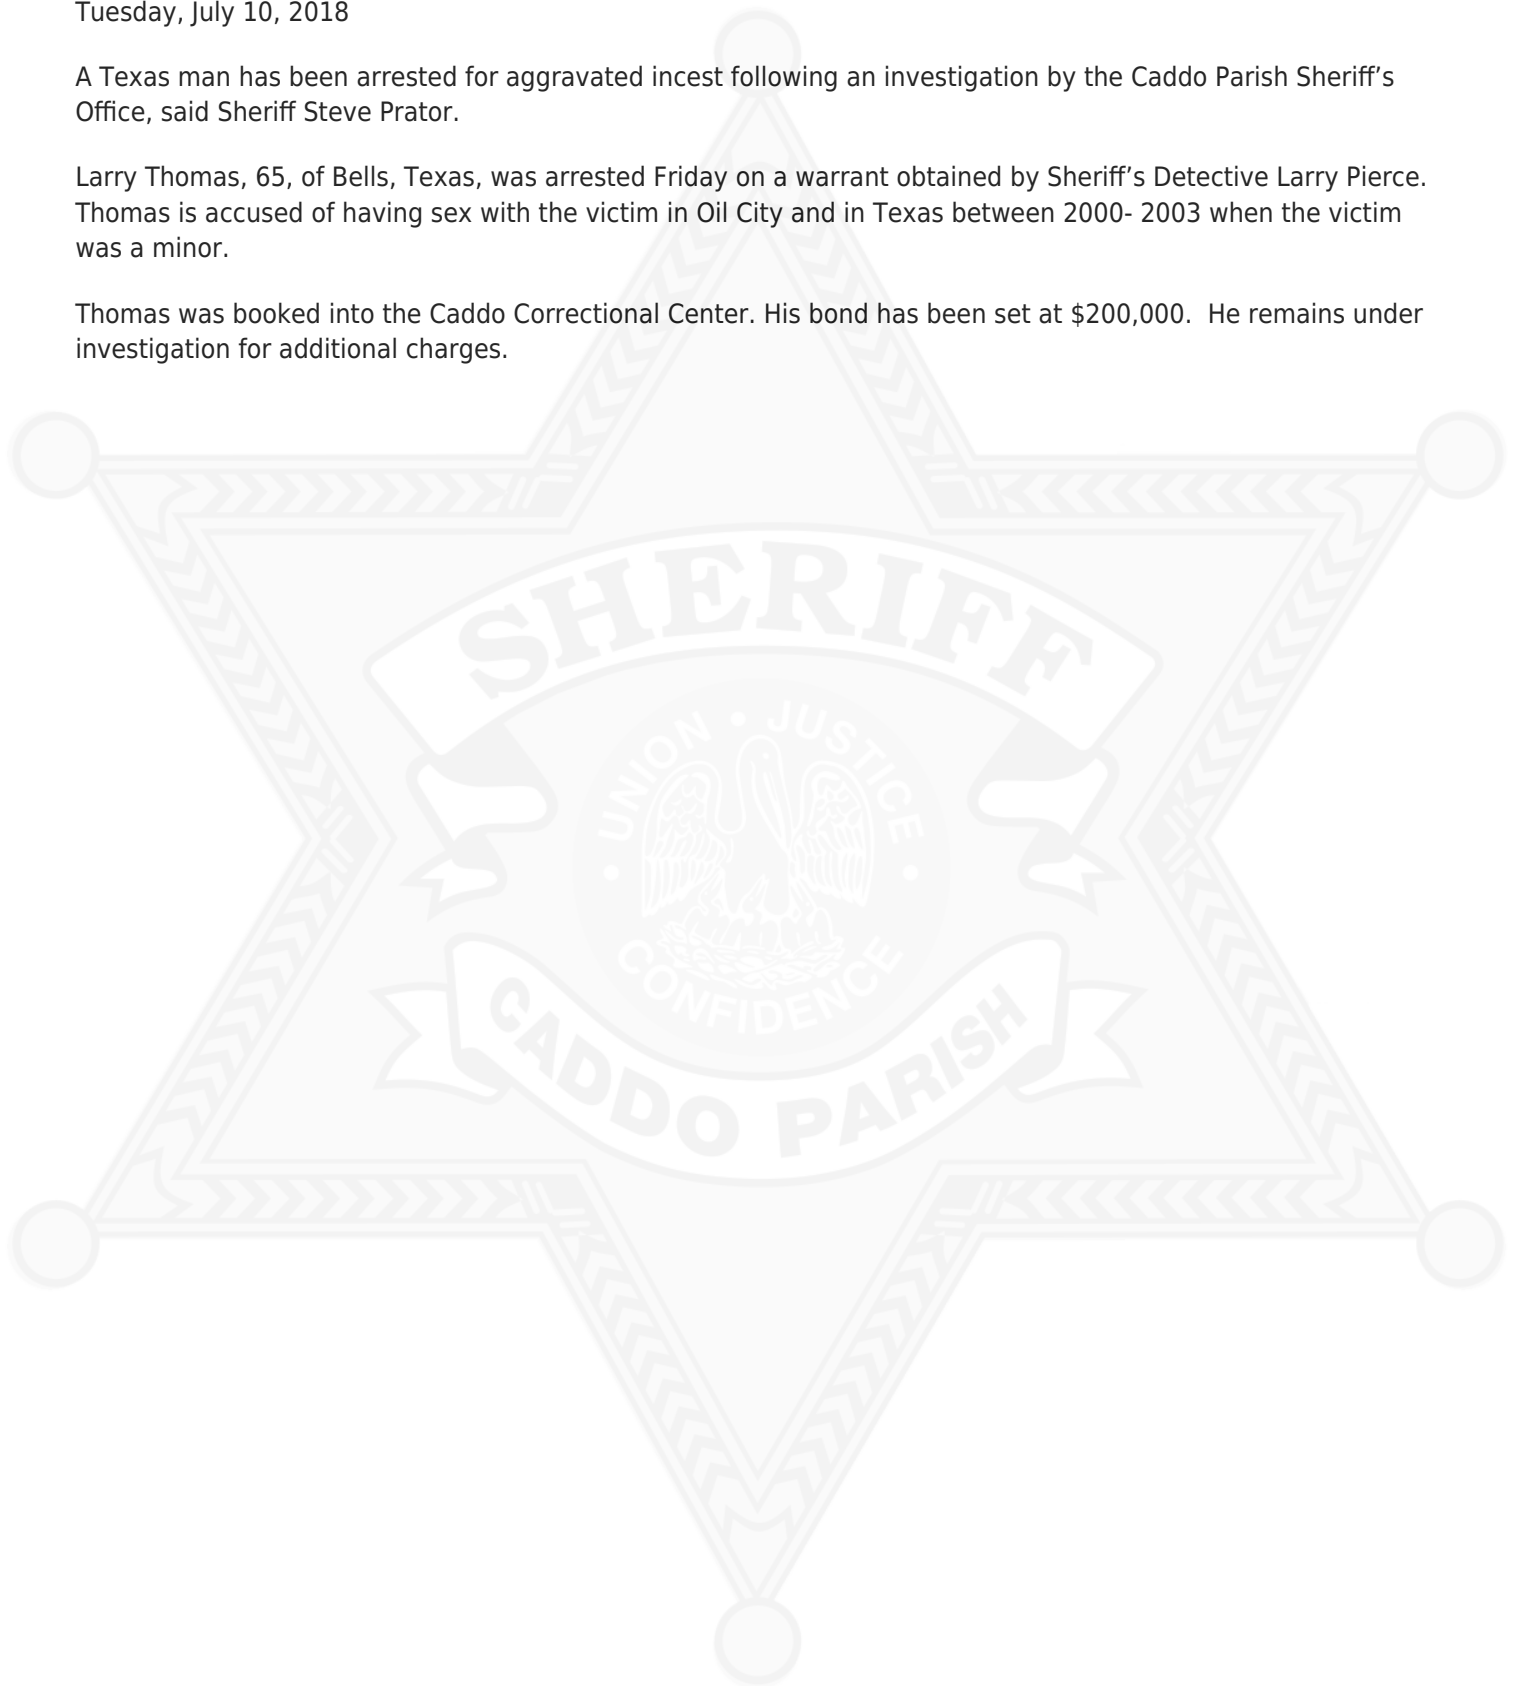 Tuesday, July 10, 2018
A Texas man has been arrested for aggravated incest following an investigation by the Caddo Parish Sheriff’s
Office, said Sheriff Steve Prator.
Larry Thomas, 65, of Bells, Texas, was arrested Friday on a warrant obtained by Sheriff’s Detective Larry Pierce.
Thomas is accused of having sex with the victim in Oil City and in Texas between 2000- 2003 when the victim
was a minor.
Thomas was booked into the Caddo Correctional Center. His bond has been set at $200,000.  He remains under
investigation for additional charges.
SHERIFF
UNION • JUSTICE
• CONFIDENCE •
CADDO PARISH